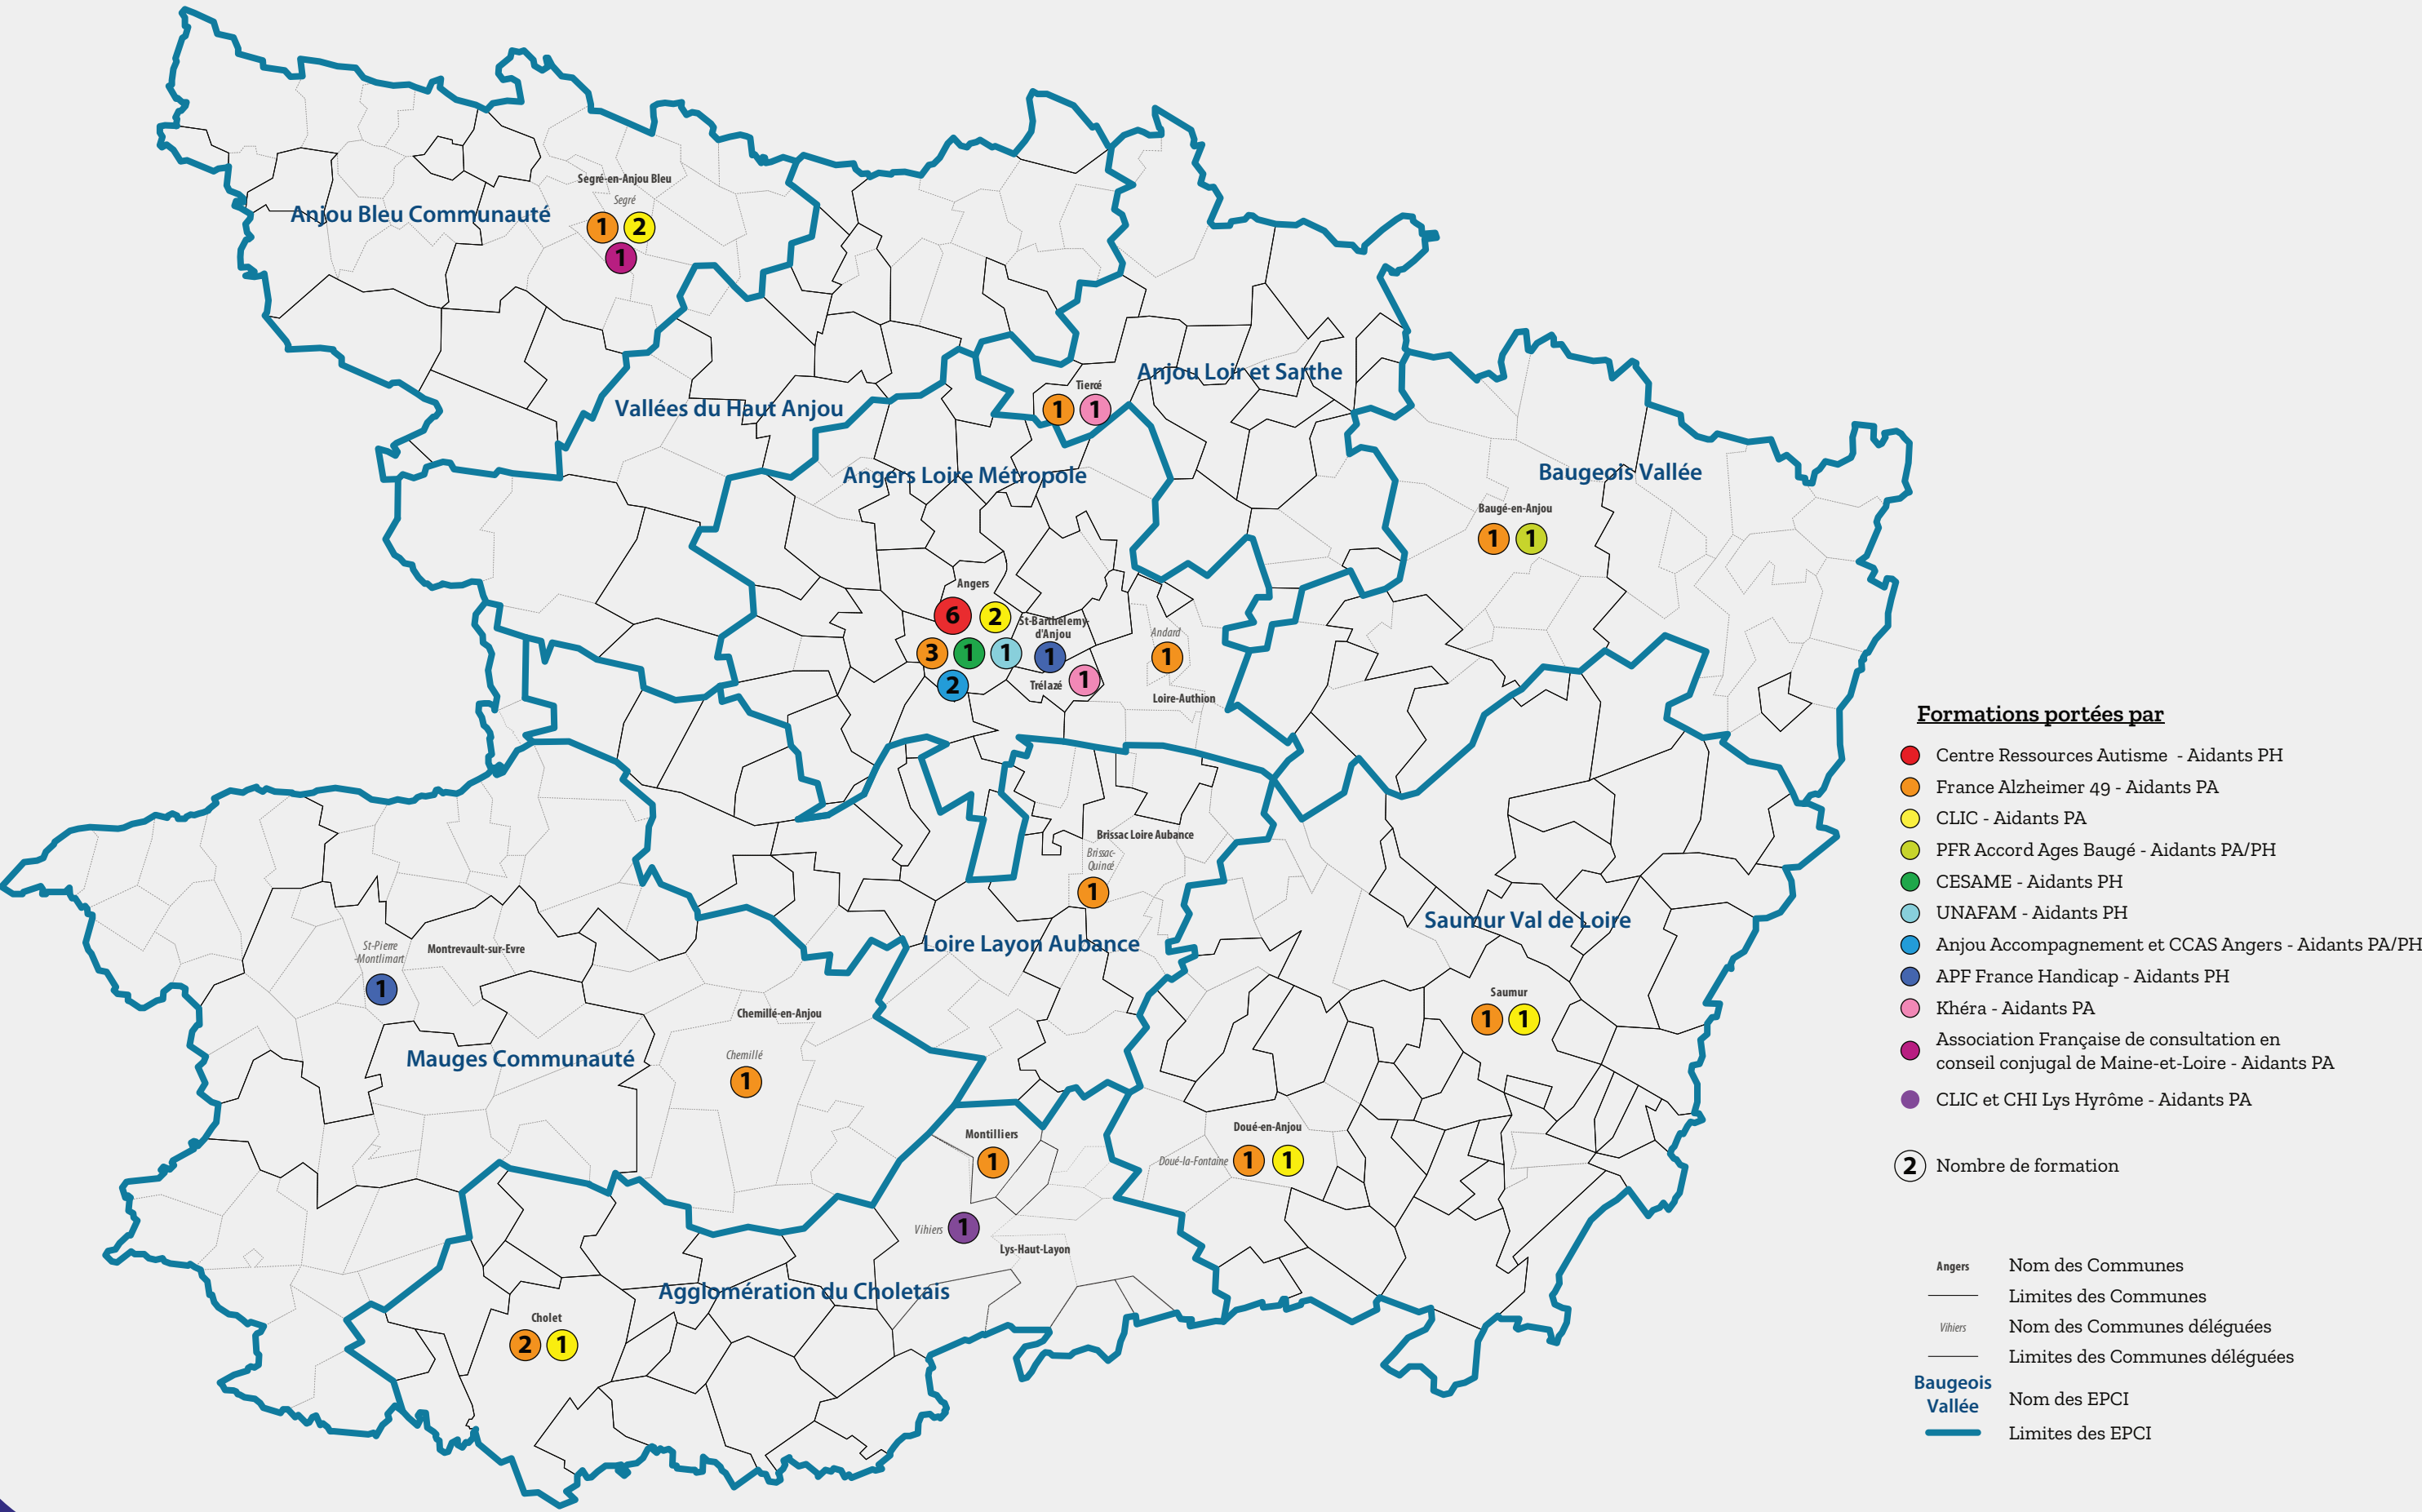 Segré-en-Anjou Bleu
Segré
Anjou Bleu Communauté
1
2
1
Anjou Loir et Sarthe
Tiercé
1
1
Vallées du Haut Anjou
Angers Loire Métropole
Baugeois Vallée
Baugé-en-Anjou
1
1
Angers
6
2
3
1
1
2
St-Barthélemy-
d'Anjou
1
Trélazé
1
Andard
1
Loire-Authion
Brissac Loire Aubance
Brissac-
Quincé
1
Loire Layon Aubance
Saumur Val de Loire
Saumur
1
1
St-Pierre
-Montlimart
1
Montrevault-sur-Evre
Mauges Communauté
Chemillé-en-Anjou
Chemillé
1
Montilliers
1
Doué-en-Anjou
Doué-la-Fontaine
1
1
Vihiers
1
Lys-Haut-Layon
Agglomération du Choletais
Cholet
2
1
Formations portées par
Centre Ressources Autisme - Aidants PH
France Alzheimer 49 - Aidants PA
CLIC - Aidants PA
PFR Accord Ages Baugé - Aidants PA/PH
CESAME - Aidants PH
UNAFAM - Aidants PH
Anjou Accompagnement et CCAS Angers - Aidants PA/PH
APF France Handicap - Aidants PH
Khéra - Aidants PA
Association Française de consultation en
conseil conjugal de Maine-et-Loire - Aidants PA
CLIC et CHI Lys Hyrôme - Aidants PA
2 Nombre de formation
Angers Nom des Communes
Limites des Communes
Vihiers Nom des Communes déléguées
Limites des Communes déléguées
Baugeois
Vallée
Nom des EPCI
Limites des EPCI